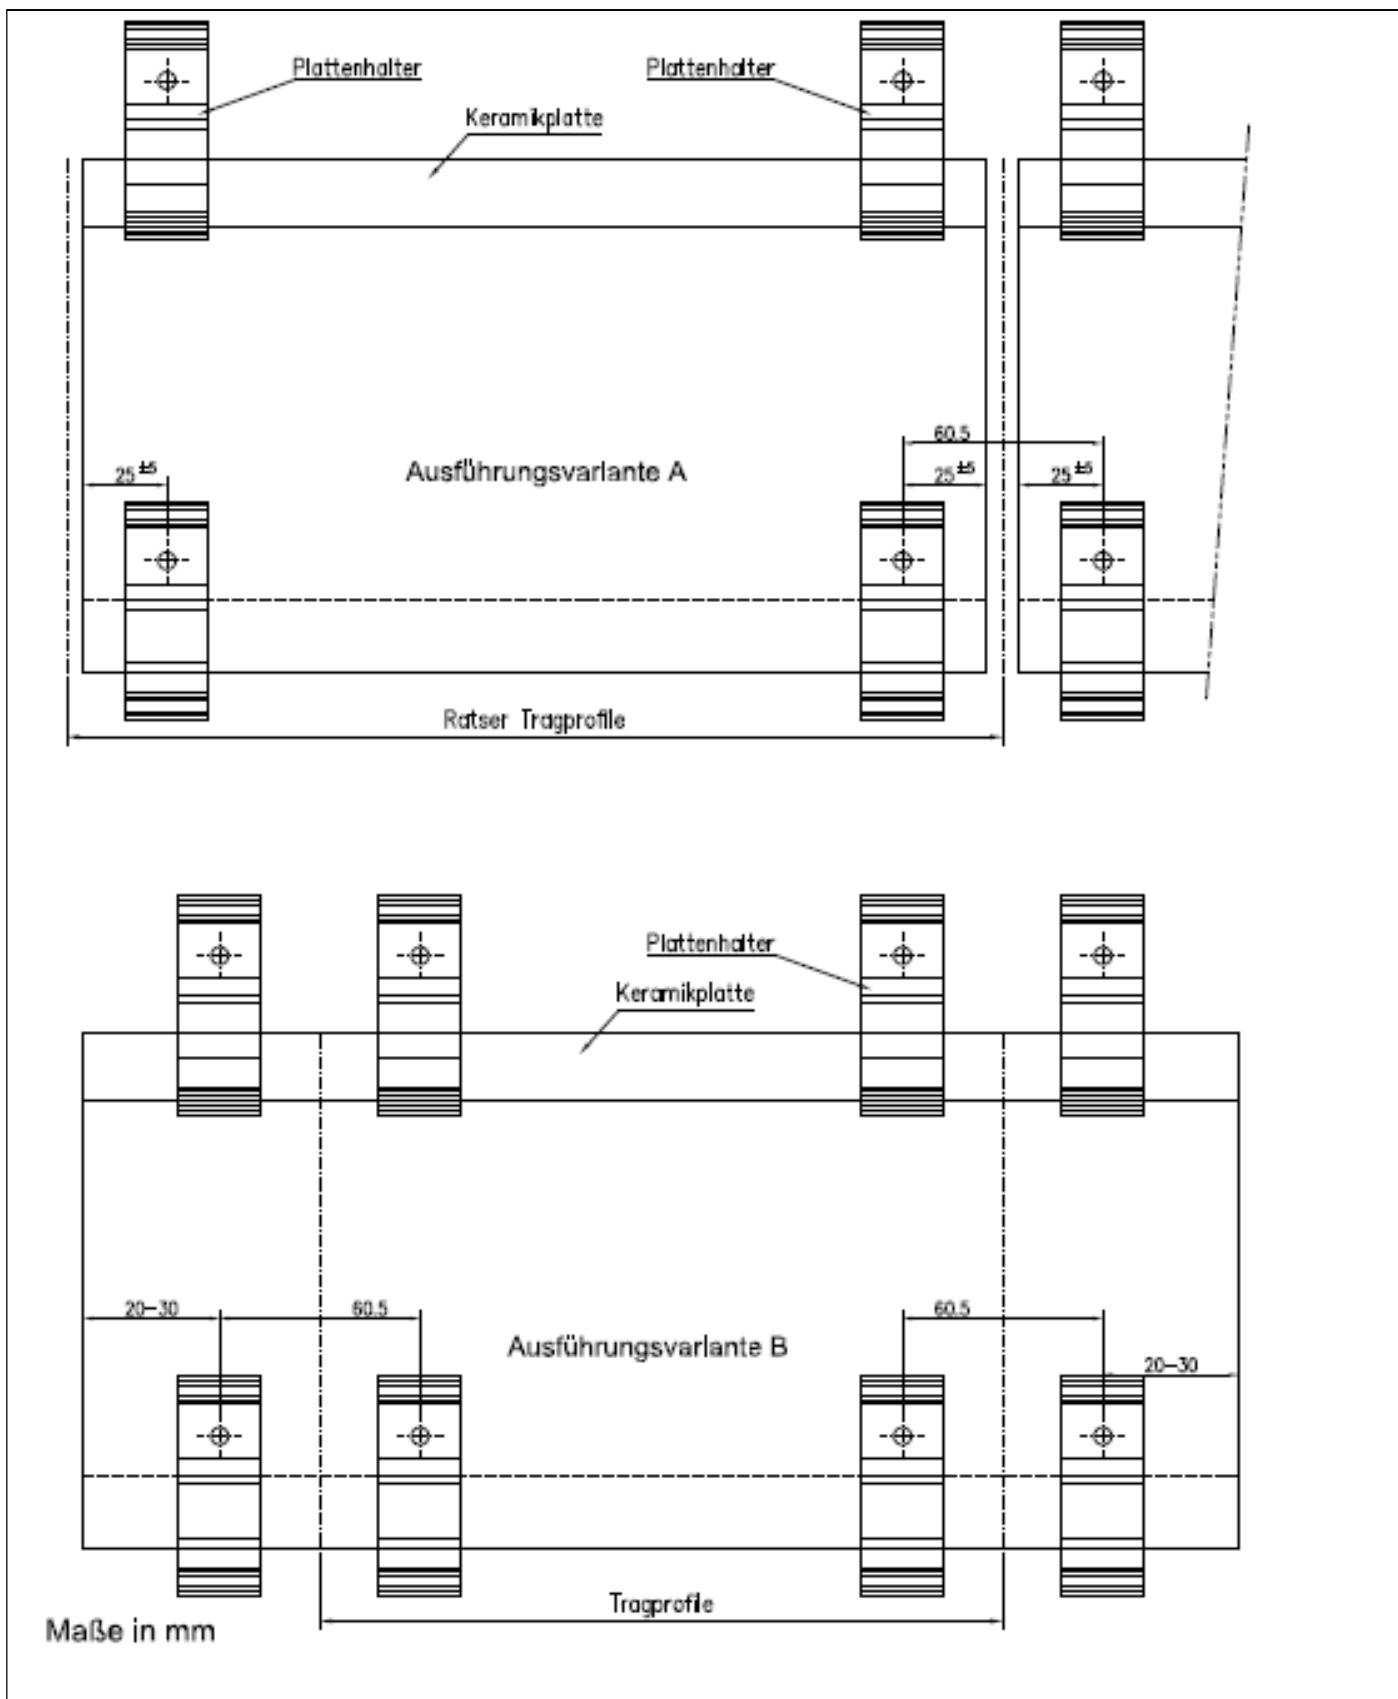 Plattenhalter
Plattenhalter
Keramikplatte
60.5
25 ±5
Ausführungsvarlante A
25 ±5
25 ±5
Ratser Tragprofile
Plattenhalter
Keramikplatte
20-30
60.5
60.5
Ausführungsvarlante B
20-30
Tragprofile
Maße in mm